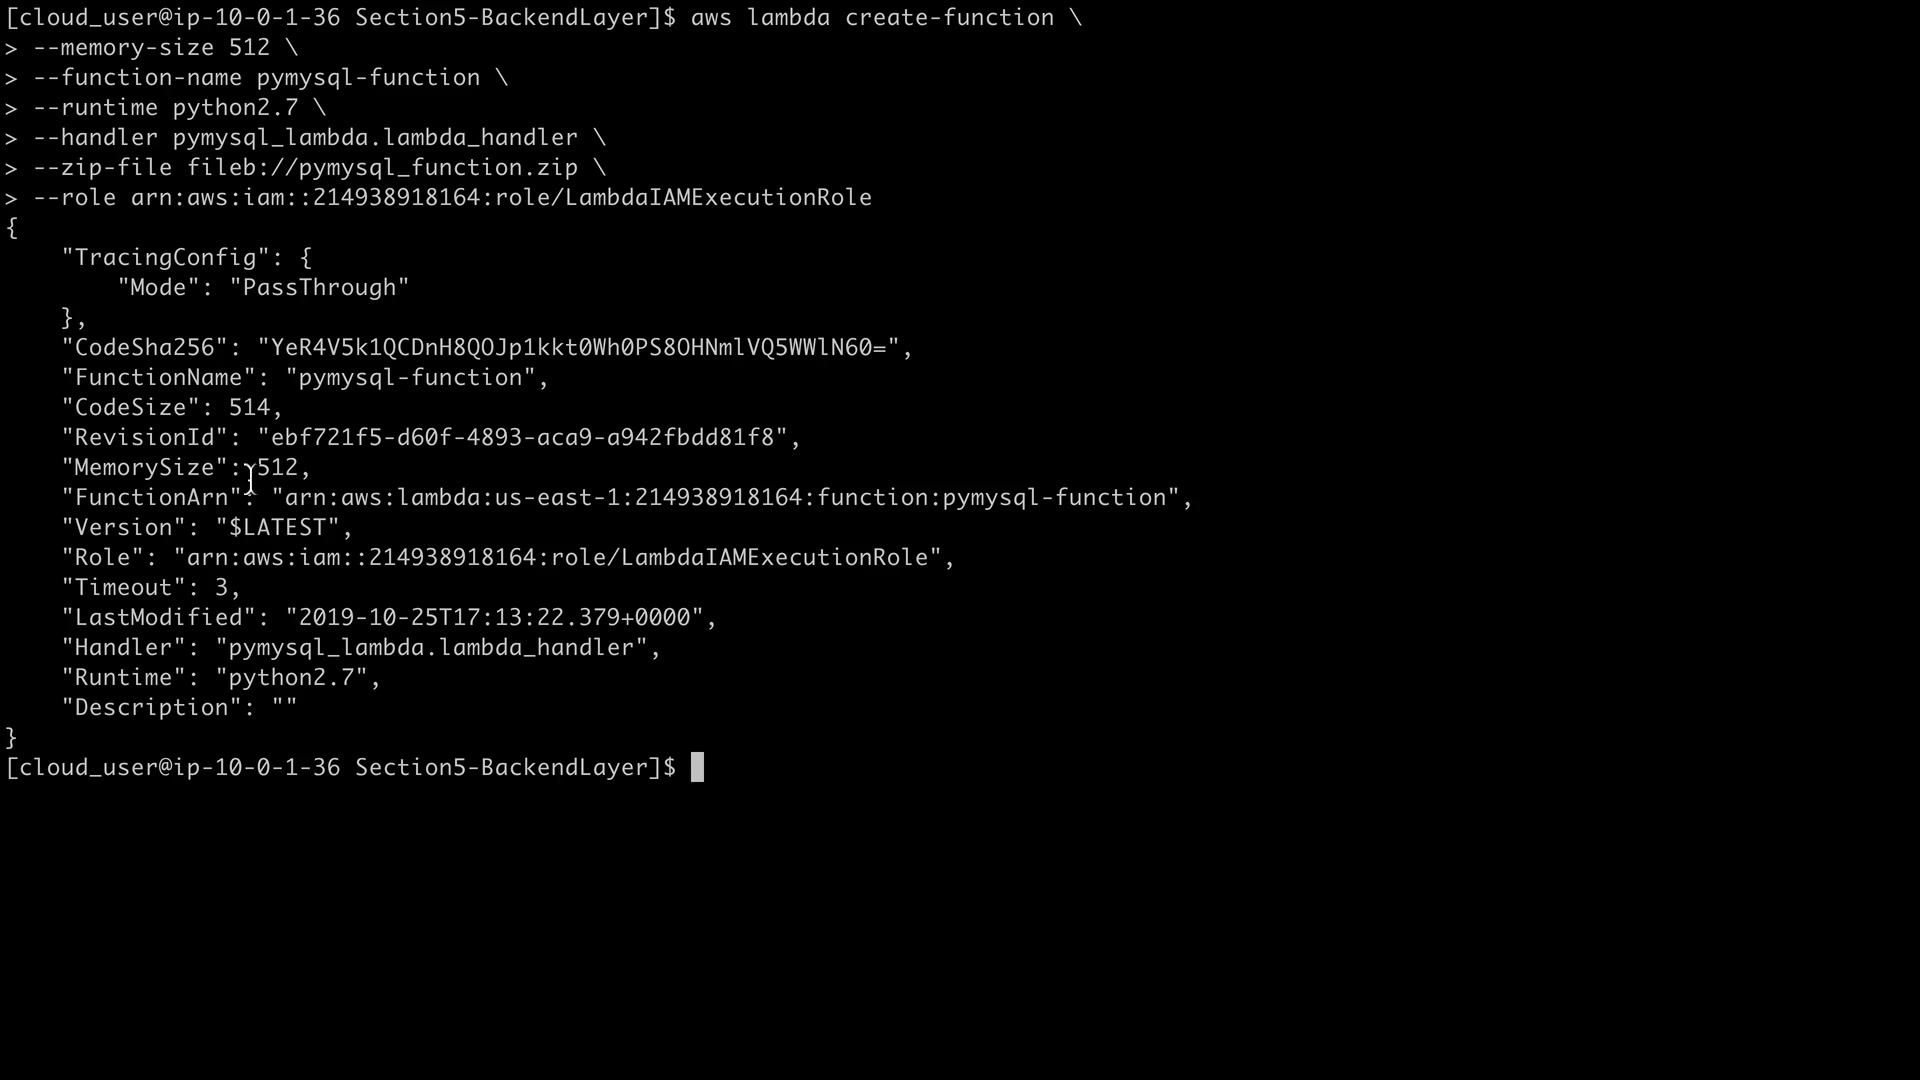 [cloud_user@ip-10-0-1-36 Section5-BackendLayer]$ aws lambda create-function \
> --memory-size 512 \
> --function-name pymysql-function \
> --runtime python2.7 \
> --handler pymysql_lambda.lambda_handler \
> --zip-file fileb://pymysql_function.zip \
> --role arn:aws:iam::214938918164:role/LambdaIAMExecutionRole
{
    "TracingConfig": {
        "Mode": "PassThrough"
    },
    "CodeSha256": "YeR4V5k1QCDnH8QOJp1kkt0Wh0PS8OHNmlVQ5WWlN60=",
    "FunctionName": "pymysql-function",
    "CodeSize": 514,
    "RevisionId": "ebf721f5-d60f-4893-aca9-a942fbdd81f8",
    "MemorySize": 512,
    "FunctionArn": "arn:aws:lambda:us-east-1:214938918164:function:pymysql-function",
    "Version": "$LATEST",
    "Role": "arn:aws:iam::214938918164:role/LambdaIAMExecutionRole",
    "Timeout": 3,
    "LastModified": "2019-10-25T17:13:22.379+0000",
    "Handler": "pymysql_lambda.lambda_handler",
    "Runtime": "python2.7",
    "Description": ""
}
[cloud_user@ip-10-0-1-36 Section5-BackendLayer]$